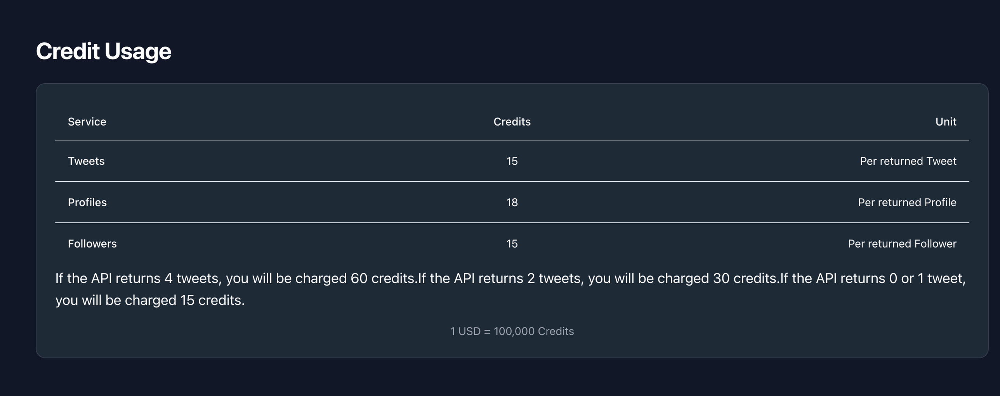 Credit Usage
Service Credits Unit
Tweets 15 Per returned Tweet
Profiles 18 Per returned Profile
Followers 15 Per returned Follower
If the API returns 4 tweets, you will be charged 60 credits.If the API returns 2 tweets, you will be charged 30 credits.If the API returns 0 or 1 tweet,
you will be charged 15 credits.
1 USD = 100,000 Credits